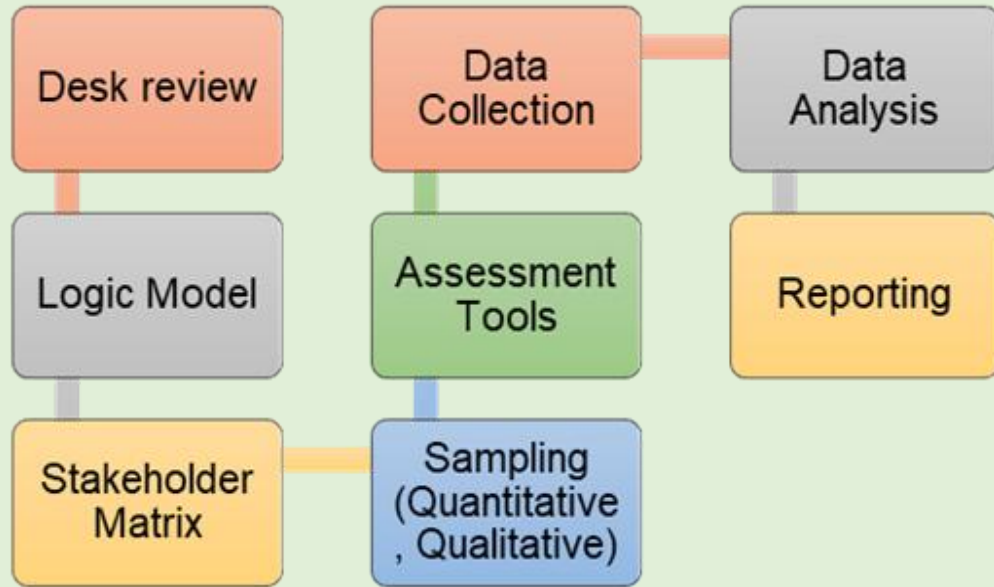 Desk review
Logic Model
Stakeholder
Matrix
Sampling
(Quantitative
, Qualitative)
Assessment
Tools
Data
Collection
Data
Analysis
Reporting